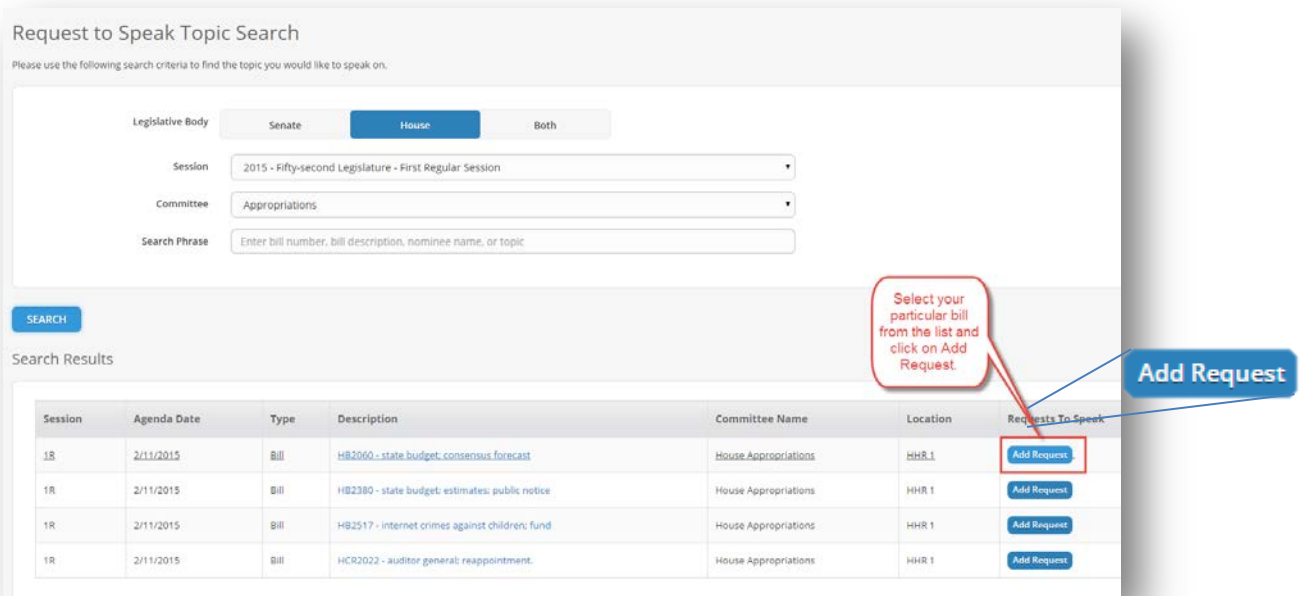 Request to Speak Topic Search
Please use the following search criteria to find the topic you would like to speak on.
Legislative Body Senate House Both
Session 2015 - Fifty-second Legislature - First Regular Session
Committee Appropriations
Search Phrase Enter bill number, bill description, nominee name, or topic
Select your
particular bill
from the list and
click on Add
Request.
SEARCH
Search Results
Add Request
Session Agenda Date Type Description Committee Name Location Requests To Speak
1R 2/11/2015 Bill HB2060 - state budget; consensus forecast House Appropriations HHR 1 Add Request
1R 2/11/2015 Bill HB2380 - state budget; estimates; public notice House Appropriations HHR 1 Add Request
1R 2/11/2015 Bill HB2517 - internet crimes against children; fund House Appropriations HHR 1 Add Request
1R 2/11/2015 Bill HCR2022 - auditor general; reappointment. House Appropriations HHR 1 Add Request